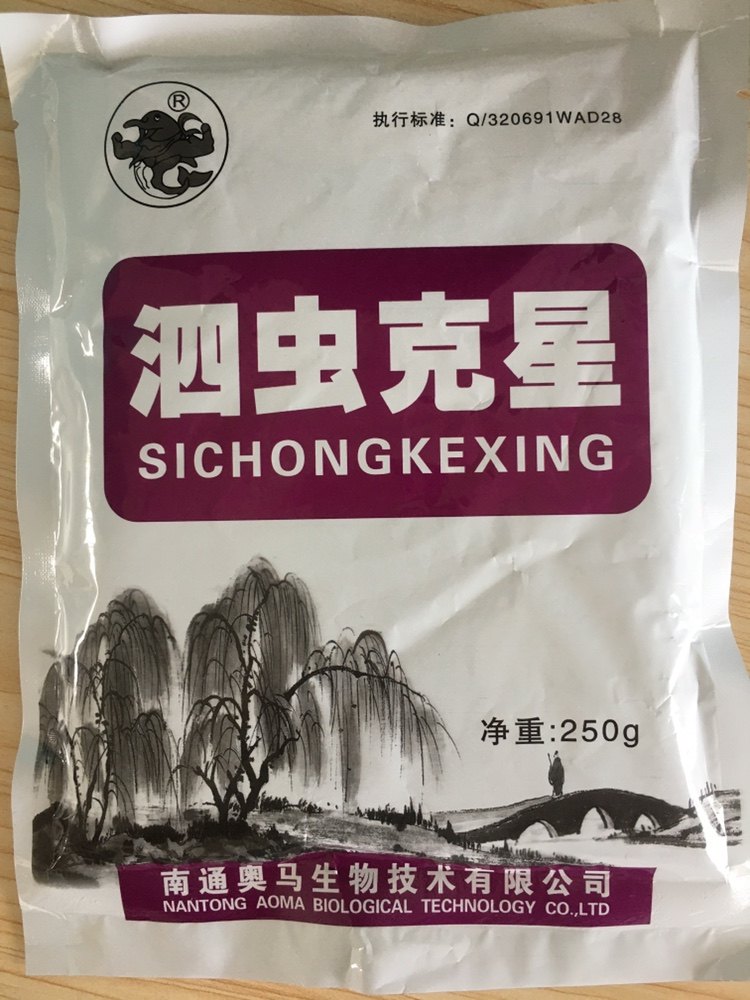 ®
执行标准：Q/320691WAD28
泗虫克星
SICHONGKEXING
净重:250g
南通奥马生物技术有限公司
NANTONG AOMA BIOLOGICAL TECHNOLOGY CO.,LTD